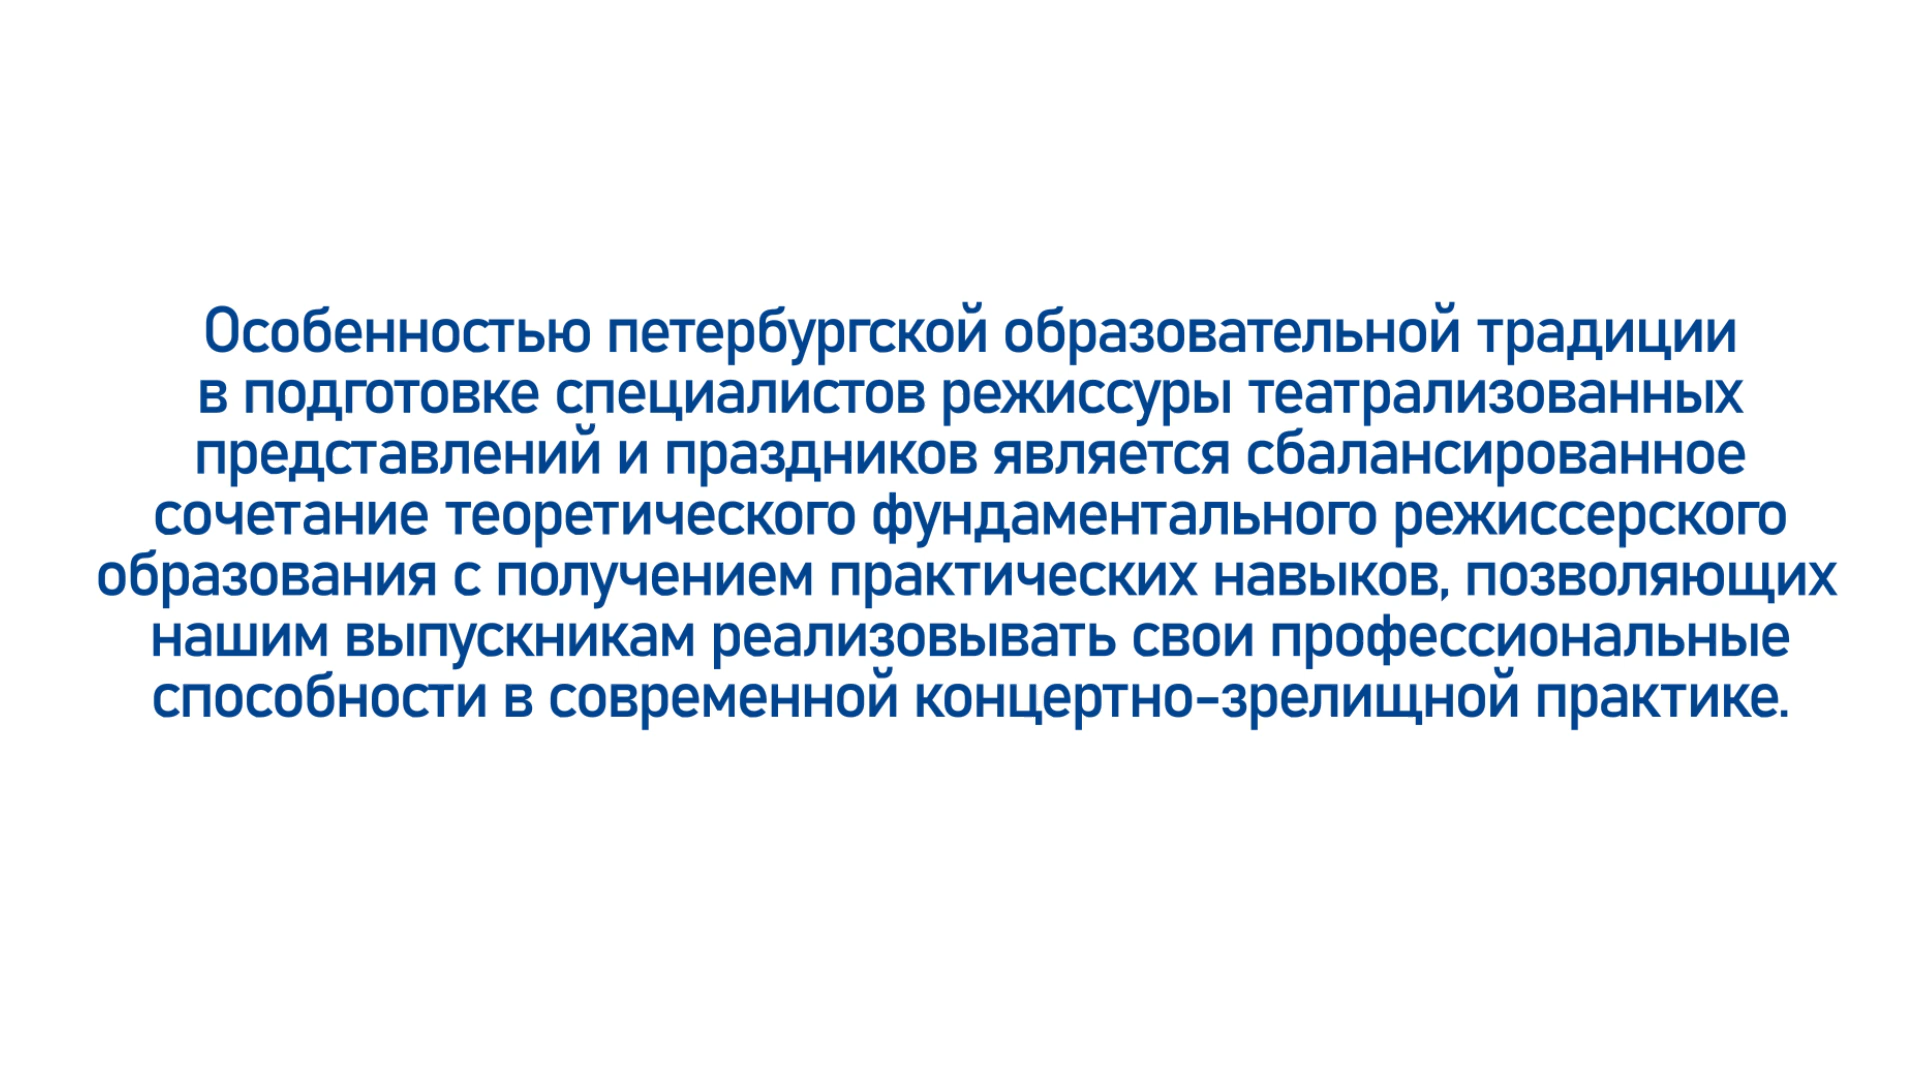 Особенностью петербургской образовательной традиции
в подготовке специалистов режиссуры театрализованных
представлений и праздников является сбалансированное
сочетание теоретического фундаментального режиссерского
образования с получением практических навыков, позволяющих
нашим выпускникам реализовывать свои профессиональные
способности в современной концертно-зрелищной практике.